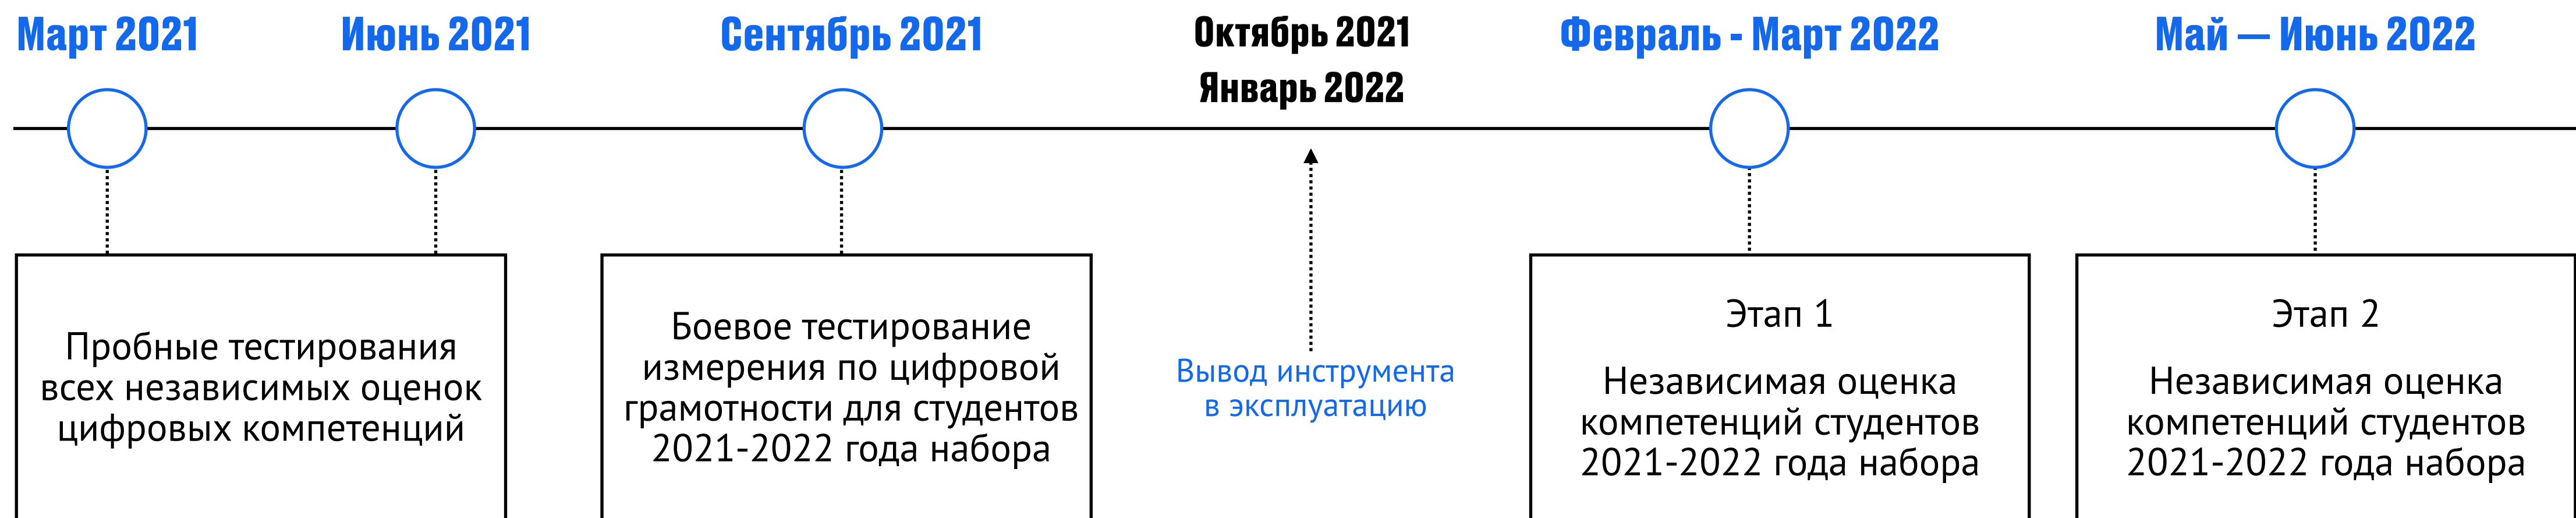 Март 2021
Июнь 2021
Сентябрь 2021
Октябрь 2021
Январь 2022
Февраль - Март 2022
Май — Июнь 2022
Пробные тестирования
всех независимых оценок
цифровых компетенций
Боевое тестирование
измерения по цифровой
грамотности для студентов
2021-2022 года набора
Вывод инструмента
в эксплуатацию
Этап 1
Независимая оценка
компетенций студентов
2021-2022 года набора
Этап 2
Независимая оценка
компетенций студентов
2021-2022 года набора